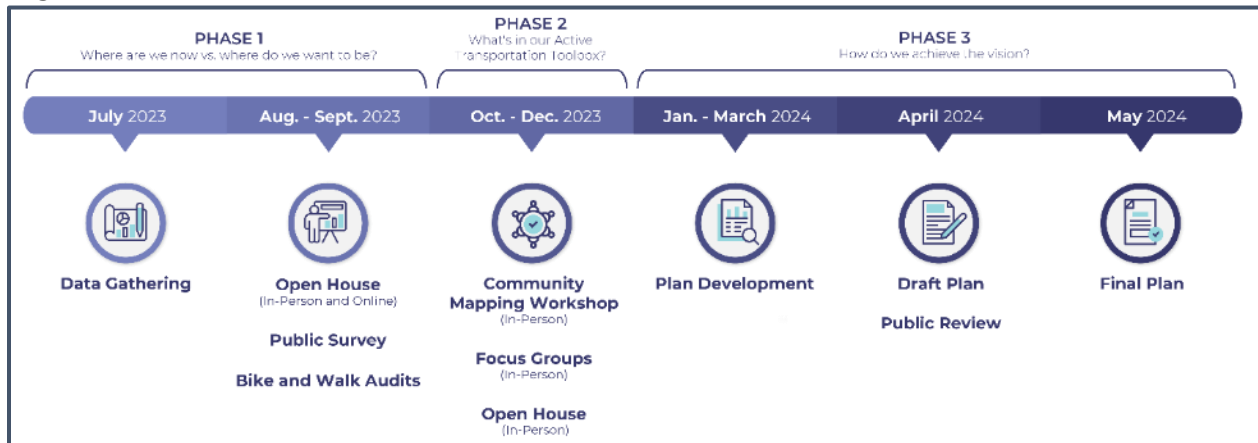 PHASE 1
Where are we now vs. where do we want to be?
PHASE 2
What's in our Active
Transportation Toolbox?
PHASE 3
How do we achieve the vision?
July 2023
Aug. - Sept. 2023
Oct. - Dec. 2023
Jan. - March 2024
April 2024
May 2024
Data Gathering
Open House
(In-Person and Online)
Public Survey
Bike and Walk Audits
Community
Mapping Workshop
(In-Person)
Focus Groups
(In-Person)
Open House
(In-Person)
Plan Development
Draft Plan
Public Review
Final Plan